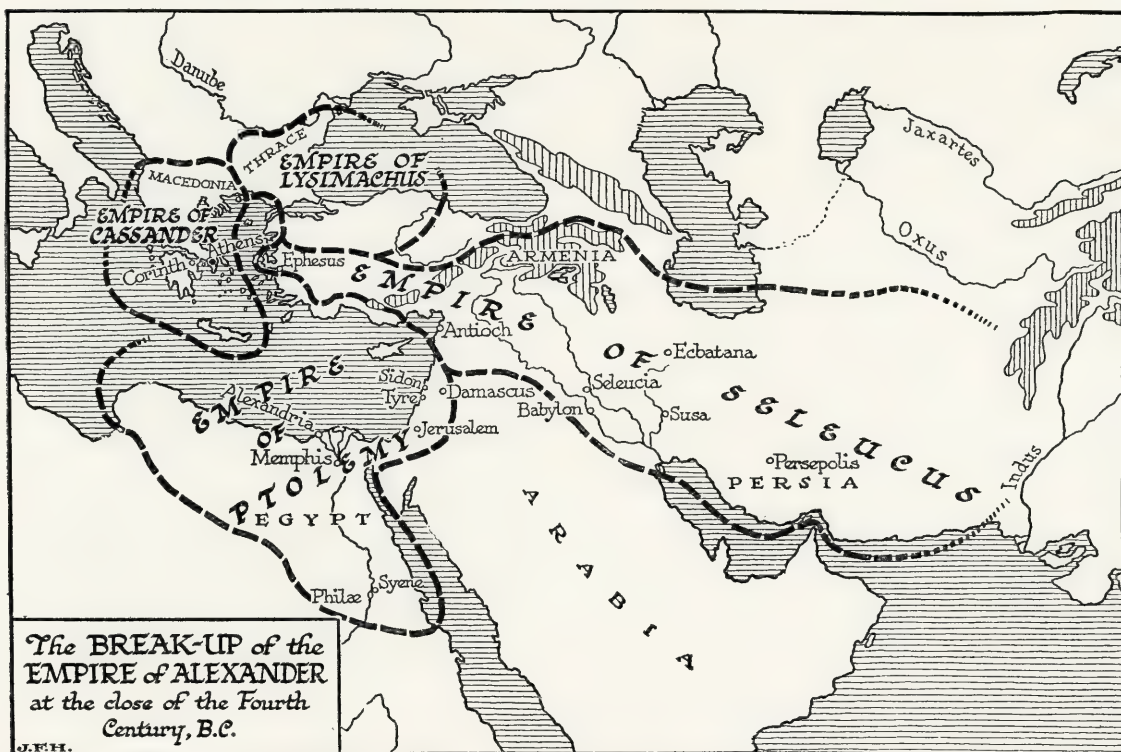 Danube
THRACE
EMPIRE OF
LYSIMACHUS
MACEDONIA
EMPIRE OF
CASSANDER
Athens
Corinth
Ephesus
ARMENIA
Jaxartes
Oxus
EMPIRE OF SELEUCUS
Antioch
Ecbatana
Sidon
Tyre
Damascus
Seleucia
Babylon
Susa
Jerusalem
EMPIRE
OF
PTOLEMY
Alexandria
Memphis
EGYPT
Persepolis
PERSIA
Indus
ARABIA
Syene
Philæ
The BREAK-UP of the
EMPIRE of ALEXANDER
at the close of the Fourth
Century, B.C.
J.F.H.